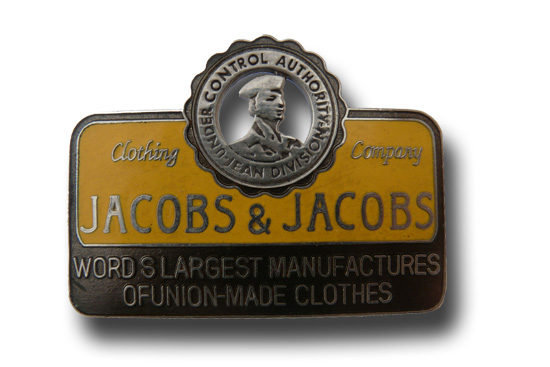 UNDER CONTROL AUTHORITY
JEAN DIVISION
Clothing Company
JACOBS & JACOBS
WORD'S LARGEST MANUFACTURES
OFUNION-MADE CLOTHES